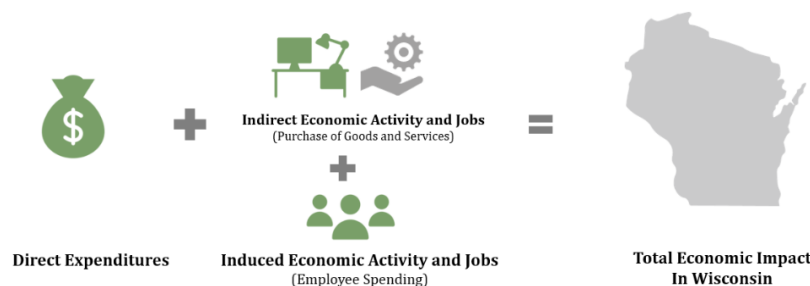 $
+
Indirect Economic Activity and Jobs
(Purchase of Goods and Services)
=
+
Direct Expenditures
Induced Economic Activity and Jobs
(Employee Spending)
Total Economic Impact
In Wisconsin